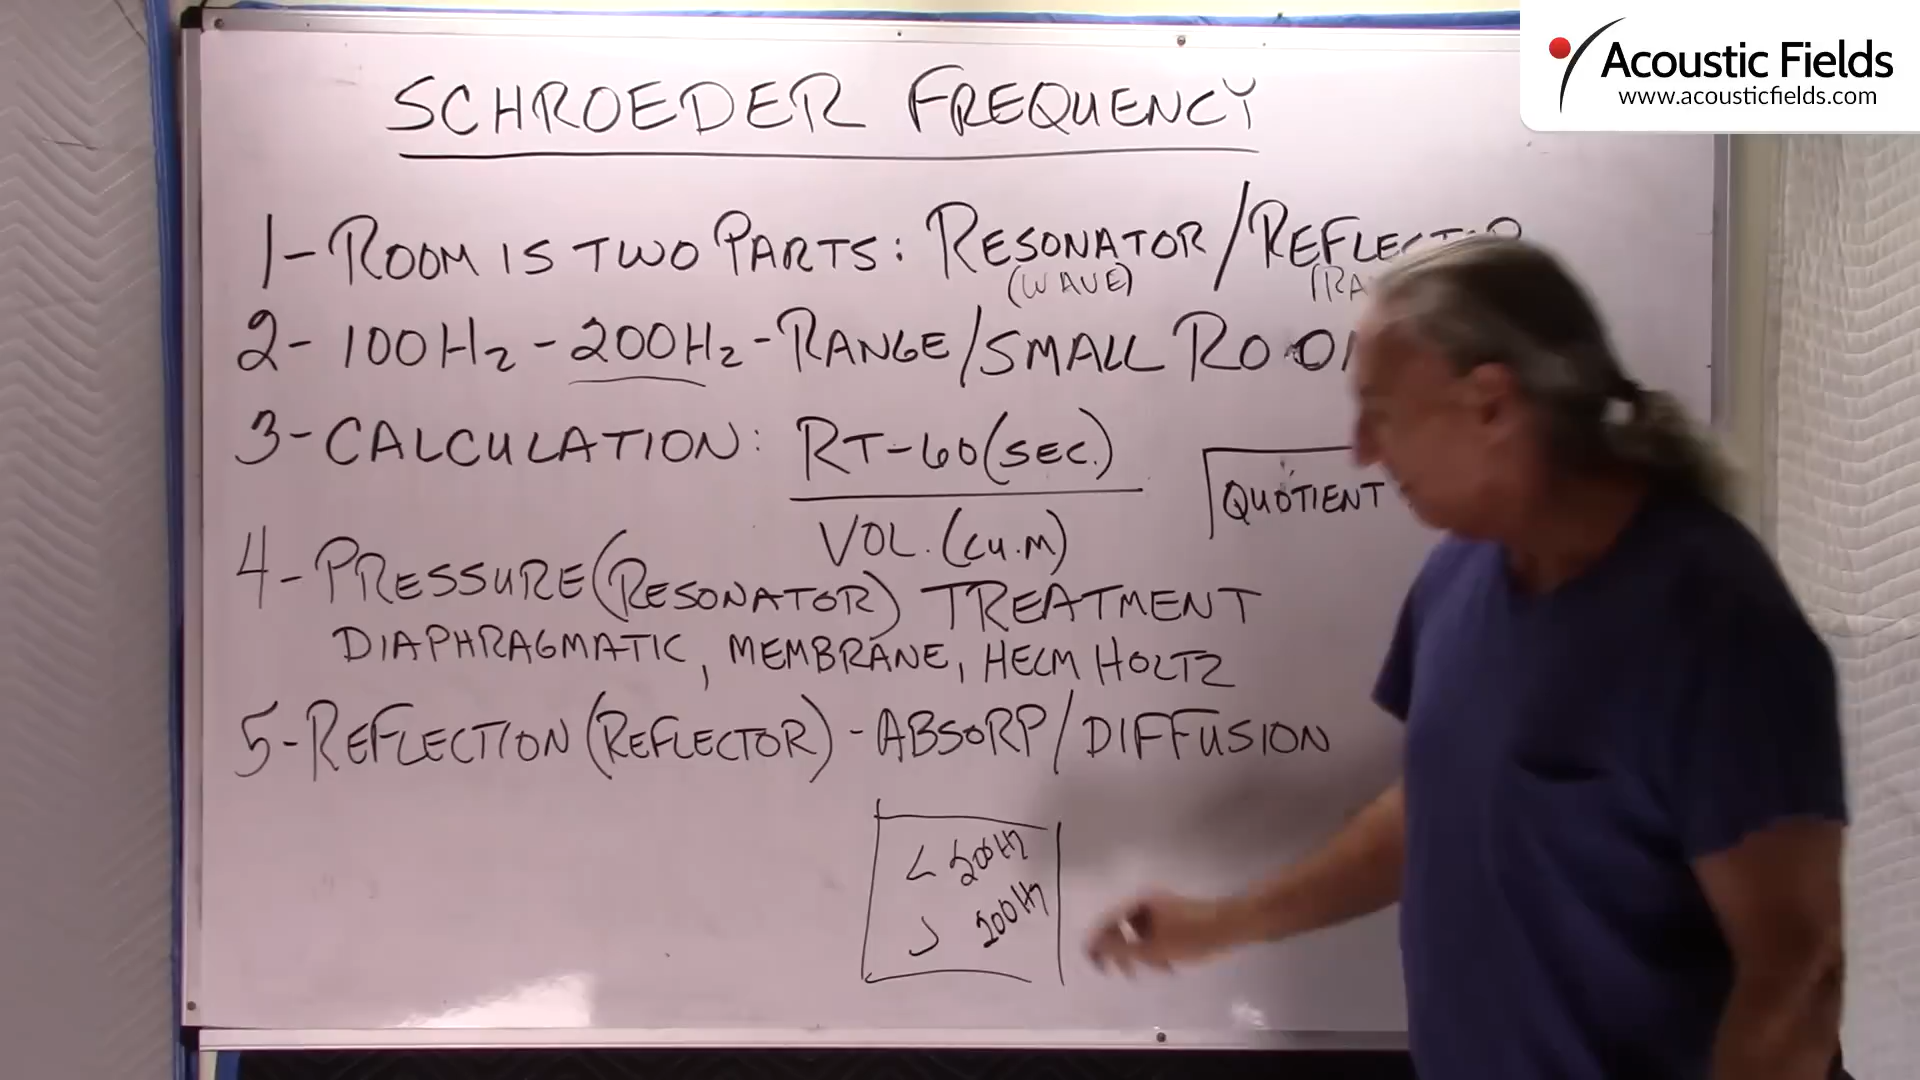 Acoustic Fields
www.acousticfields.com
SCHROEDER FREQUENCY
1-ROOM IS TWO PARTS: RESONATOR/REFLECTOR
(WAVE)
2-100Hz-200Hz-RANGE/SMALL
3-CALCULATION: RT-60(SEC.)
VOL.(CU.M)
QUOTIENT
4-PRESSURE(RESONATOR) TREATMENT
DIAPHRAGMATIC, MEMBRANE, HELMHOLTZ
5-REFLECTION(REFLECTOR)-ABSORP/DIFFUSION
< 200Hz
> 200Hz